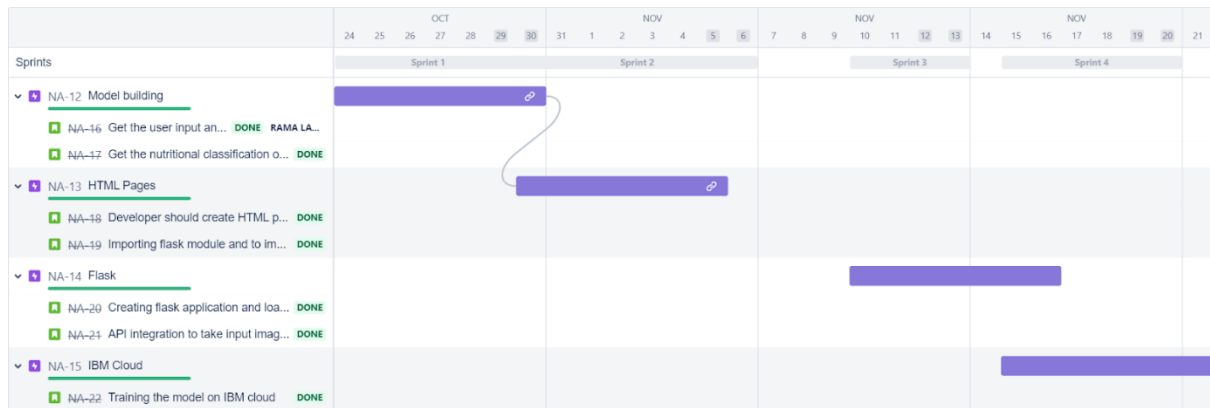 OCT NOV NOV NOV
24 25 26 27 28 29 30 31 1 2 3 4 5 6 7 8 9 10 11 12 13 14 15 16 17 18 19 20 21
Sprints Sprint 1 Sprint 2 Sprint 3 Sprint 4
NA-12 Model building
NA-16 Get the user input an... DONE RAMA LA...
NA-17 Get the nutritional classification o... DONE
NA-13 HTML Pages
NA-18 Developer should create HTML p... DONE
NA-19 Importing flask module and to im... DONE
NA-14 Flask
NA-20 Creating flask application and loa... DONE
NA-21 API integration to take input imag... DONE
NA-15 IBM Cloud
NA-22 Training the model on IBM cloud DONE